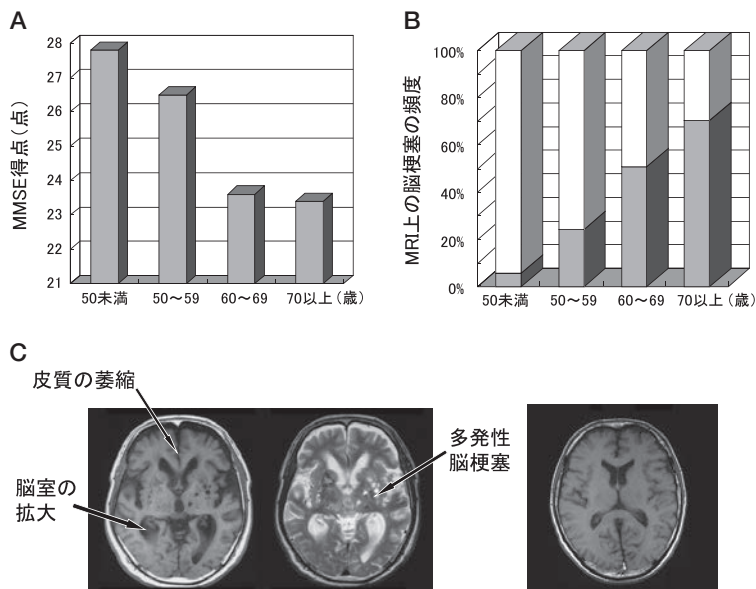 A
MMSE得点(点)
28
27
26
25
24
23
22
21
50未満
50〜59
60〜69
70以上(歳)
B
MRI上の脳梗塞の頻度
100%
80%
60%
40%
20%
0%
50未満
50〜59
60〜69
70以上(歳)
C
皮質の萎縮
脳室の
拡大
多発性
脳梗塞